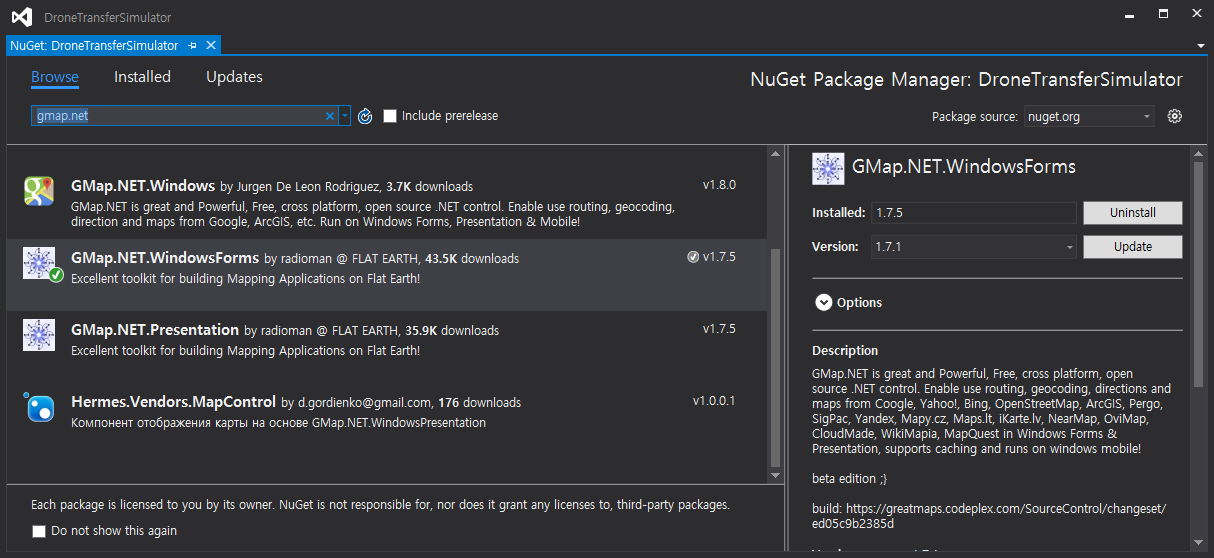 DroneTransferSimulator
NuGet: DroneTransferSimulator
Browse Installed Updates
NuGet Package Manager: DroneTransferSimulator
gmap.net
Include prerelease
Package source: nuget.org
GMap.NET.Windows by Jurgen De Leon Rodriguez, 3.7K downloads v1.8.0
GMap.NET is great and Powerful, Free, cross platform, open source .NET control. Enable use routing, geocoding,
direction and maps from Google, ArcGIS, etc. Run on Windows Forms, Presentation & Mobile!
GMap.NET.WindowsForms by radioman @ FLAT EARTH, 43.5K downloads v1.7.5
Excellent toolkit for building Mapping Applications on Flat Earth!
GMap.NET.Presentation by radioman @ FLAT EARTH, 35.9K downloads v1.7.5
Excellent toolkit for building Mapping Applications on Flat Earth!
Hermes.Vendors.MapControl by d.gordienko@gmail.com, 176 downloads v1.0.0.1
Компонент отображения карты на основе GMap.NET.WindowsPresentation
Each package is licensed to you by its owner. NuGet is not responsible for, nor does it grant any licenses to, third-party packages.
Do not show this again
GMap.NET.WindowsForms
Installed: 1.7.5 Uninstall
Version: 1.7.1 Update
Options
Description
GMap.NET is great and Powerful, Free, cross platform, open
source .NET control. Enable use routing, geocoding, directions and
maps from Coogle, Yahoo!, Bing, OpenStreetMap, ArcGIS, Pergo,
SigPac, Yandex, Mapy.cz, Maps.lt, iKarte.lv, NearMap, OviMap,
CloudMade, WikiMapia, MapQuest in Windows Forms &
Presentation, supports caching and runs on windows mobile!
beta edition ;}
build: https://greatmaps.codeplex.com/SourceControl/changeset/
ed05c9b2385d